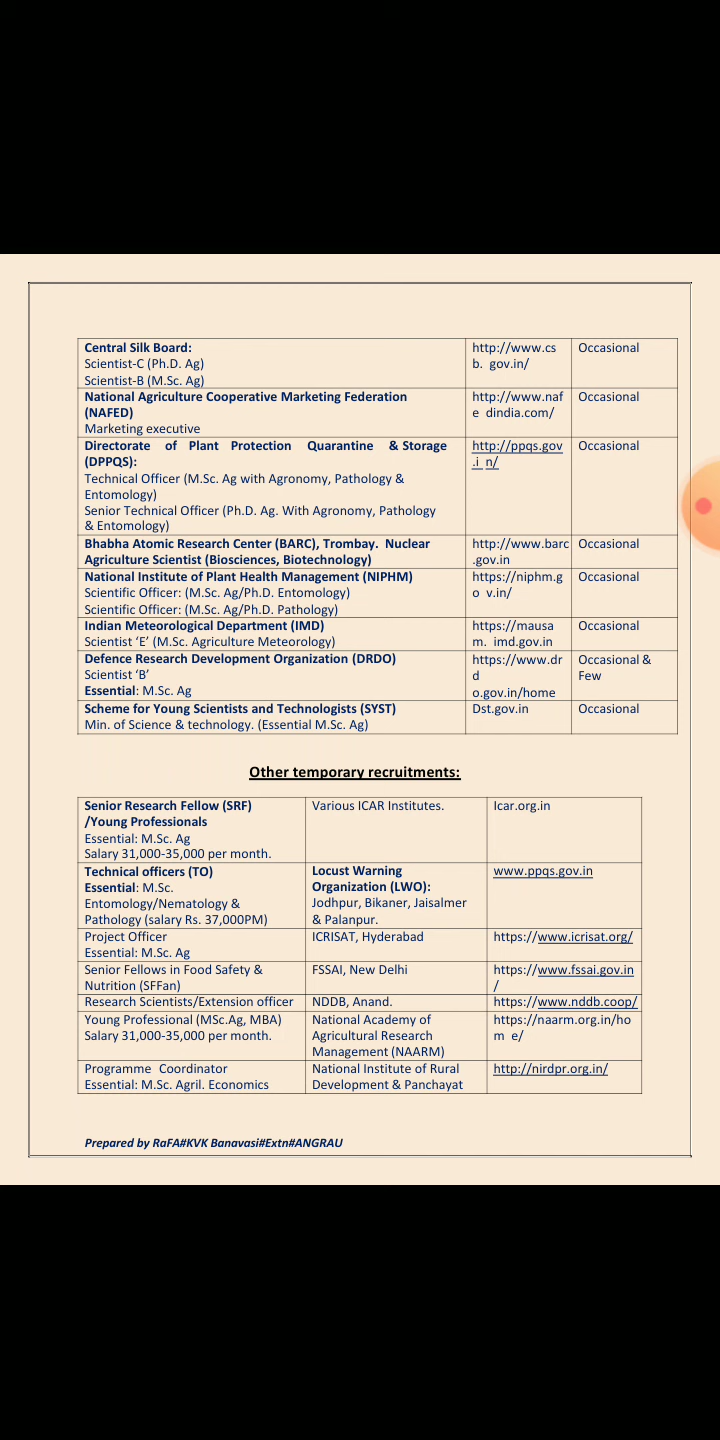 Central Silk Board:
Scientist-C (Ph.D. Ag)
Scientist-B (M.Sc. Ag)
http://www.cs
b. gov.in/
Occasional
National Agriculture Cooperative Marketing Federation
(NAFED)
Marketing executive
http://www.naf
e dindia.com/
Occasional
Directorate of Plant Protection Quarantine & Storage
(DPPQS):
Technical Officer (M.Sc. Ag with Agronomy, Pathology &
Entomology)
Senior Technical Officer (Ph.D. Ag. With Agronomy, Pathology
& Entomology)
http://ppqs.gov
.i n/
Occasional
Bhabha Atomic Research Center (BARC), Trombay. Nuclear
Agriculture Scientist (Biosciences, Biotechnology)
http://www.barc
.gov.in
Occasional
National Institute of Plant Health Management (NIPHM)
Scientific Officer: (M.Sc. Ag/Ph.D. Entomology)
Scientific Officer: (M.Sc. Ag/Ph.D. Pathology)
https://niphm.g
o v.in/
Occasional
Indian Meteorological Department (IMD)
Scientist ‘E’ (M.Sc. Agriculture Meteorology)
https://mausa
m. imd.gov.in
Occasional
Defence Research Development Organization (DRDO)
Scientist ‘B’
Essential: M.Sc. Ag
https://www.dr
d
o.gov.in/home
Occasional &
Few
Scheme for Young Scientists and Technologists (SYST)
Min. of Science & technology. (Essential M.Sc. Ag)
Dst.gov.in
Occasional
Other temporary recruitments:
Senior Research Fellow (SRF)
/Young Professionals
Essential: M.Sc. Ag
Salary 31,000-35,000 per month.
Various ICAR Institutes.
Icar.org.in
Technical officers (TO)
Essential: M.Sc.
Entomology/Nematology &
Pathology (salary Rs. 37,000PM)
Locust Warning
Organization (LWO):
Jodhpur, Bikaner, Jaisalmer
& Palanpur.
www.ppqs.gov.in
Project Officer
Essential: M.Sc. Ag
ICRISAT, Hyderabad
https://www.icrisat.org/
Senior Fellows in Food Safety &
Nutrition (SFFan)
FSSAI, New Delhi
https://www.fssai.gov.in
/
Research Scientists/Extension officer
NDDB, Anand.
https://www.nddb.coop/
Young Professional (MSc.Ag, MBA)
Salary 31,000-35,000 per month.
National Academy of
Agricultural Research
Management (NAARM)
https://naarm.org.in/ho
m e/
Programme Coordinator
Essential: M.Sc. Agril. Economics
National Institute of Rural
Development & Panchayat
http://nirdpr.org.in/
Prepared by RaFA#KVK Banavasi#Extn#ANGRAU